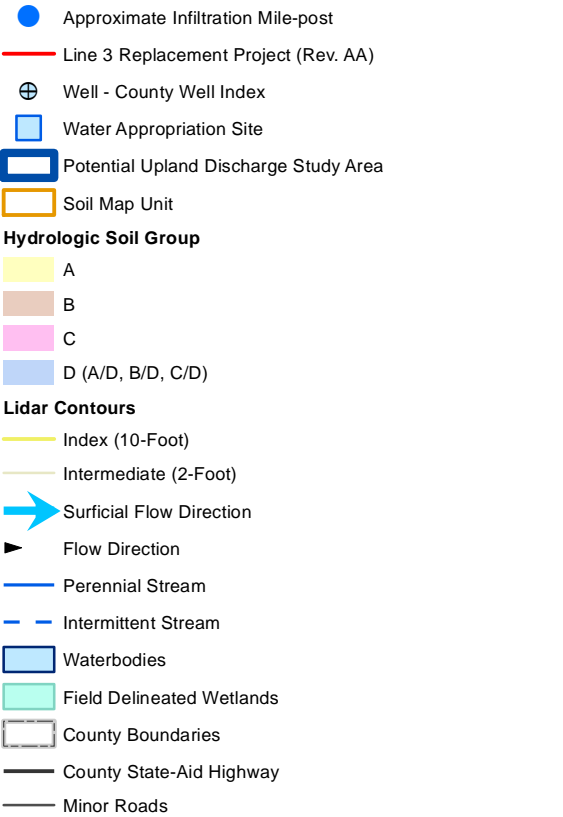 Approximate Infiltration Mile-post
Line 3 Replacement Project (Rev. AA)
Well - County Well Index
Water Appropriation Site
Potential Upland Discharge Study Area
Soil Map Unit
Hydrologic Soil Group
A
B
C
D (A/D, B/D, C/D)
Lidar Contours
Index (10-Foot)
Intermediate (2-Foot)
Surficial Flow Direction
Flow Direction
Perennial Stream
Intermittent Stream
Waterbodies
Field Delineated Wetlands
County Boundaries
County State-Aid Highway
Minor Roads